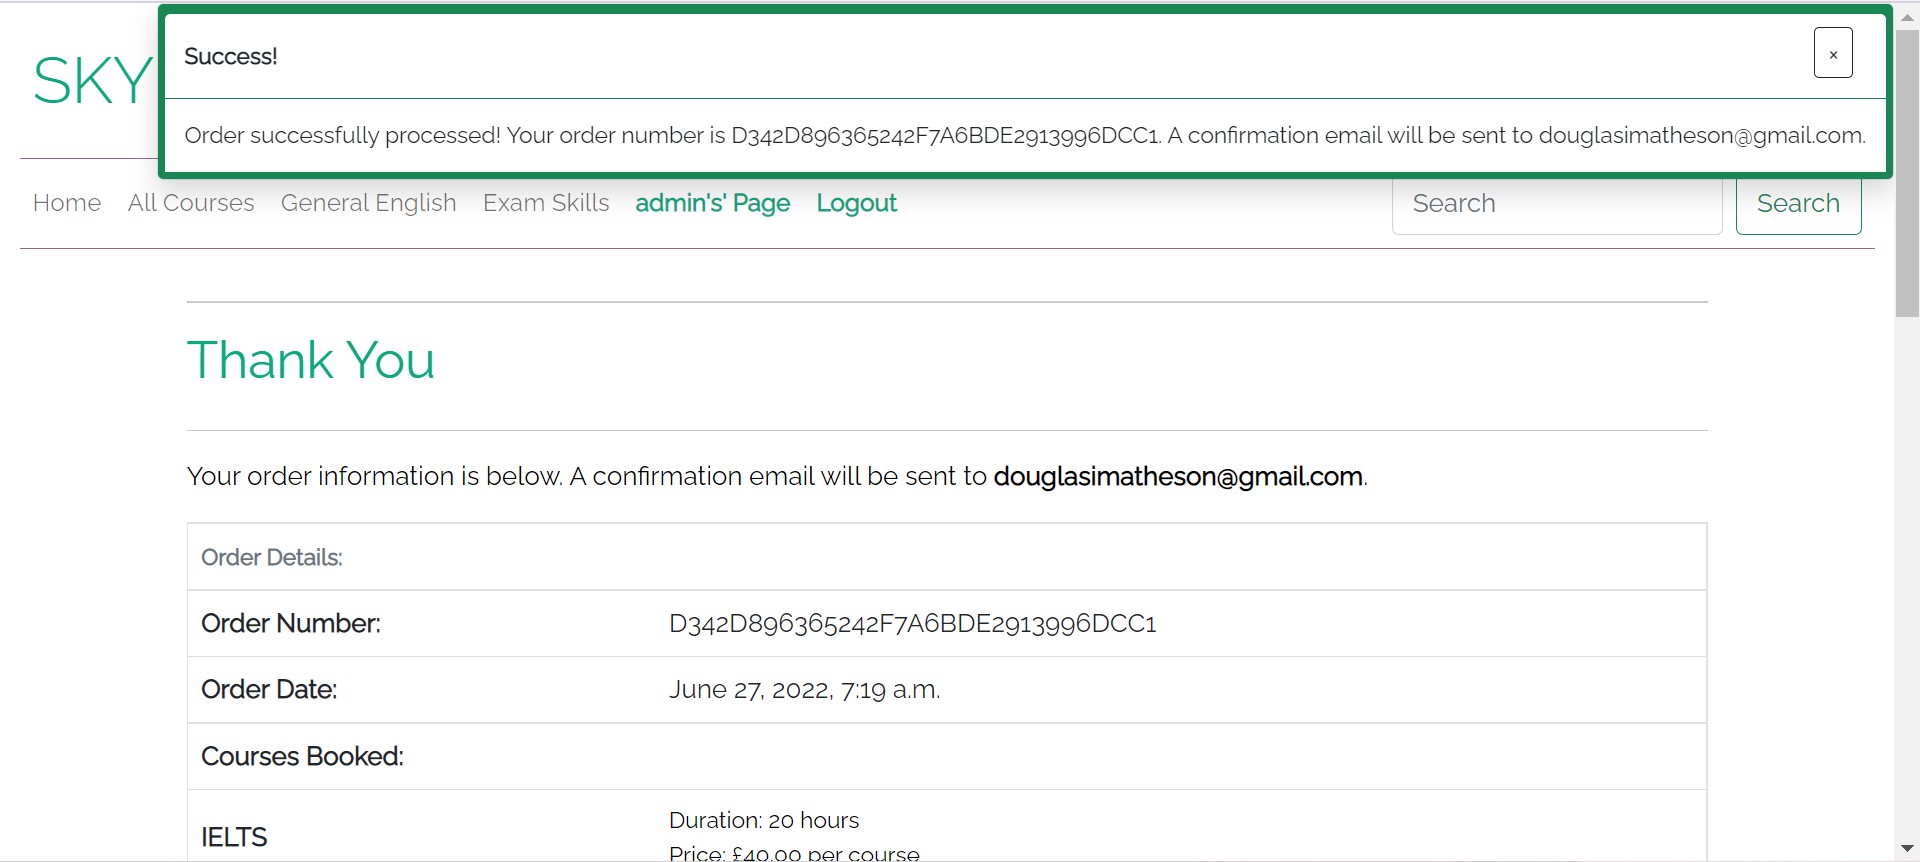 SKY
Success!
×
Order successfully processed! Your order number is D342D896365242F7A6BDE2913996DCC1. A confirmation email will be sent to douglasimatheson@gmail.com.
Home All Courses General English Exam Skills admin's' Page Logout Search Search
Thank You
Your order information is below. A confirmation email will be sent to douglasimatheson@gmail.com.
Order Details:
Order Number: D342D896365242F7A6BDE2913996DCC1
Order Date: June 27, 2022, 7:19 a.m.
Courses Booked:
IELTS
Duration: 20 hours
Price: £40.00 per course